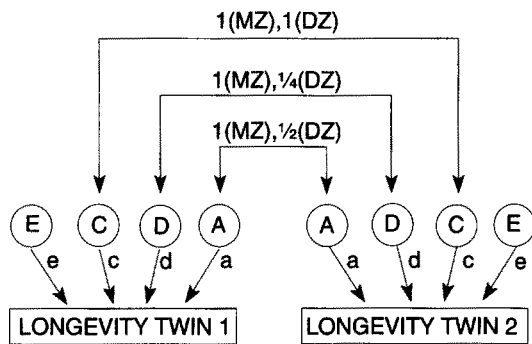 1(MZ),1(DZ)
1(MZ),¼(DZ)
1(MZ),½(DZ)
E C D A A D C E
e c d a a d c e
LONGEVITY TWIN 1 LONGEVITY TWIN 2